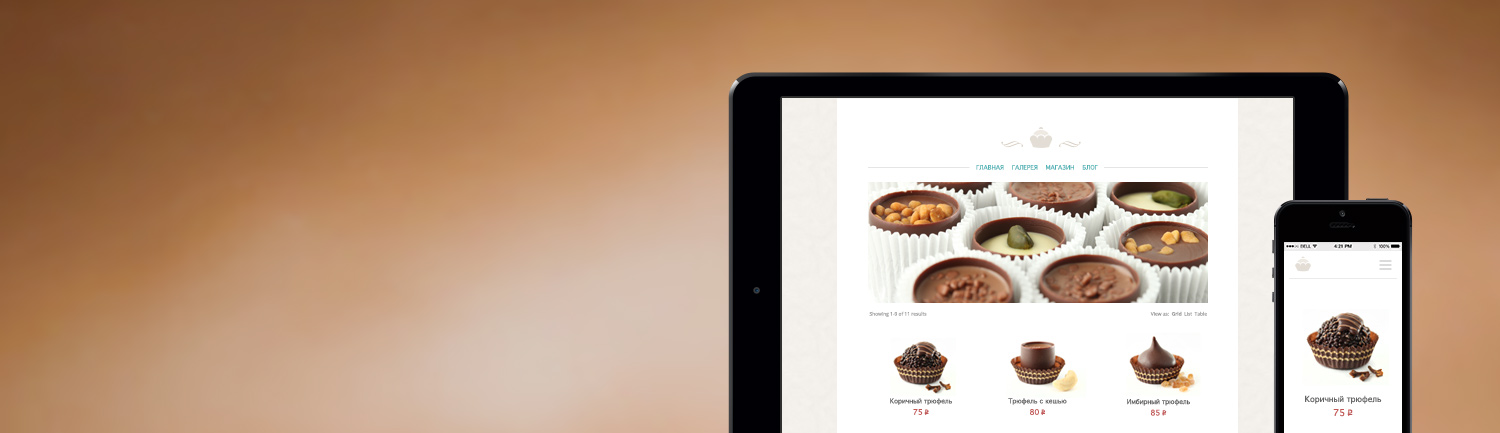 ГЛАВНАЯ ГАЛЕРЕЯ МАГАЗИН БЛОГ
Showing 1-9 of 11 results
View as: Grid List Table
Коричный трюфель
75 ₽
Трюфель с кешью
80 ₽
Имбирный трюфель
85 ₽
BELL 4:21 PM 100%
Коричный трюфель
75 ₽